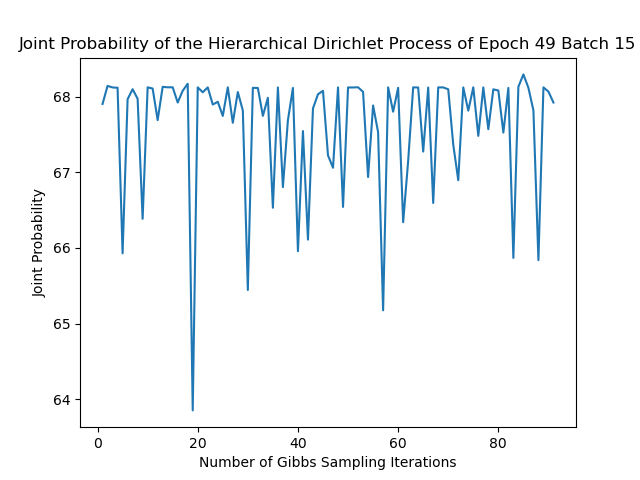 Joint Probability of the Hierarchical Dirichlet Process of Epoch 49 Batch 15
68
67
66
65
64
Joint Probability
0 20 40 60 80
Number of Gibbs Sampling Iterations